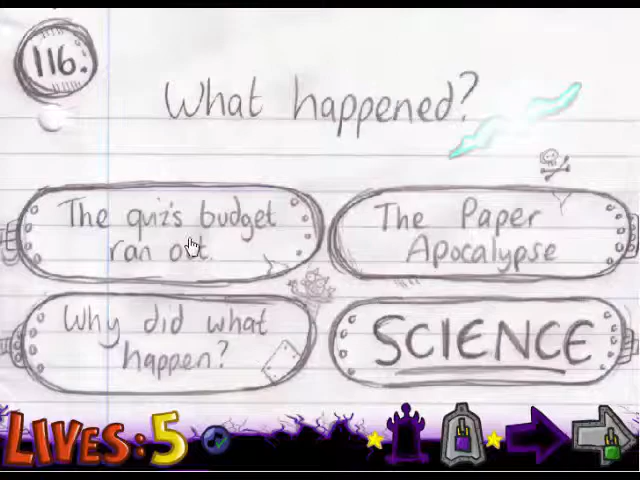 116.
What happened?
The quiz's budget
ran out.
The Paper
Apocalypse
Why did what
happen?
SCIENCE
LIVES:5